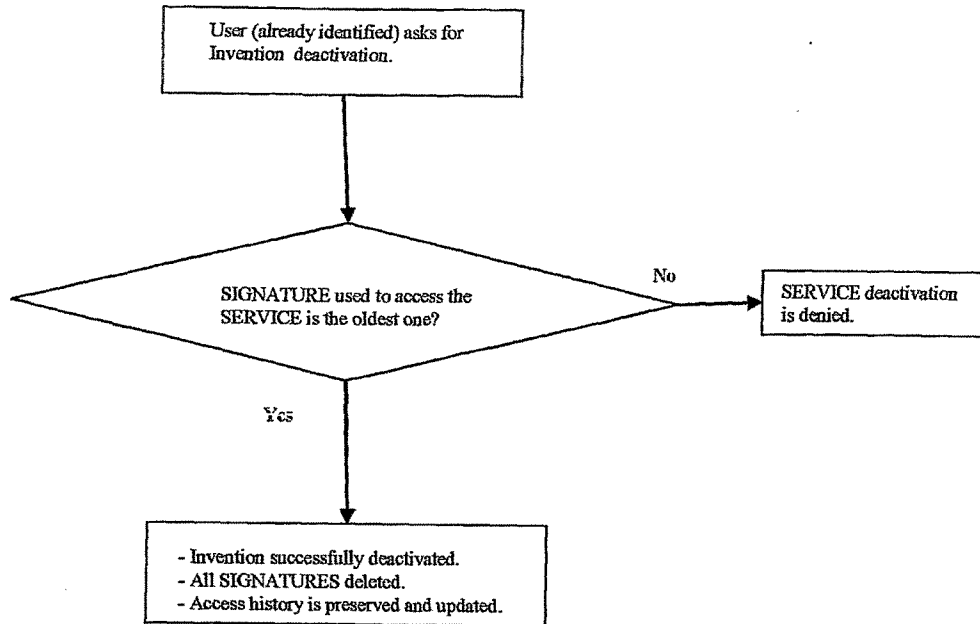 User (already identified) asks for
Invention deactivation.
SIGNATURE used to access the
SERVICE is the oldest one?
No
SERVICE deactivation
is denied.
Yes
- Invention successfully deactivated.
- All SIGNATURES deleted.
- Access history is preserved and updated.